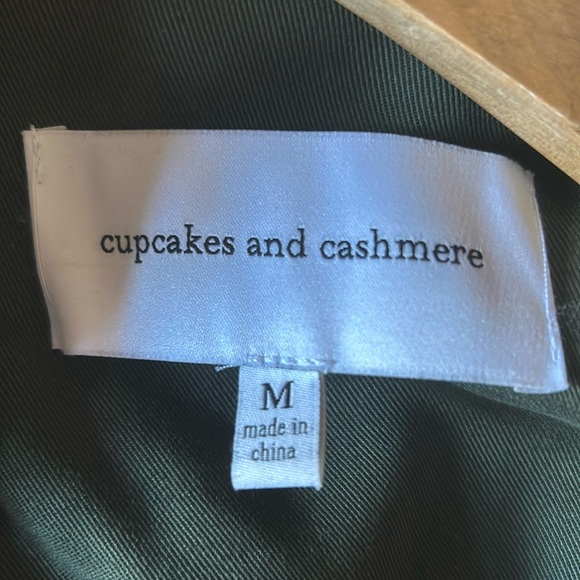 cupcakes and cashmere
M
made in
china